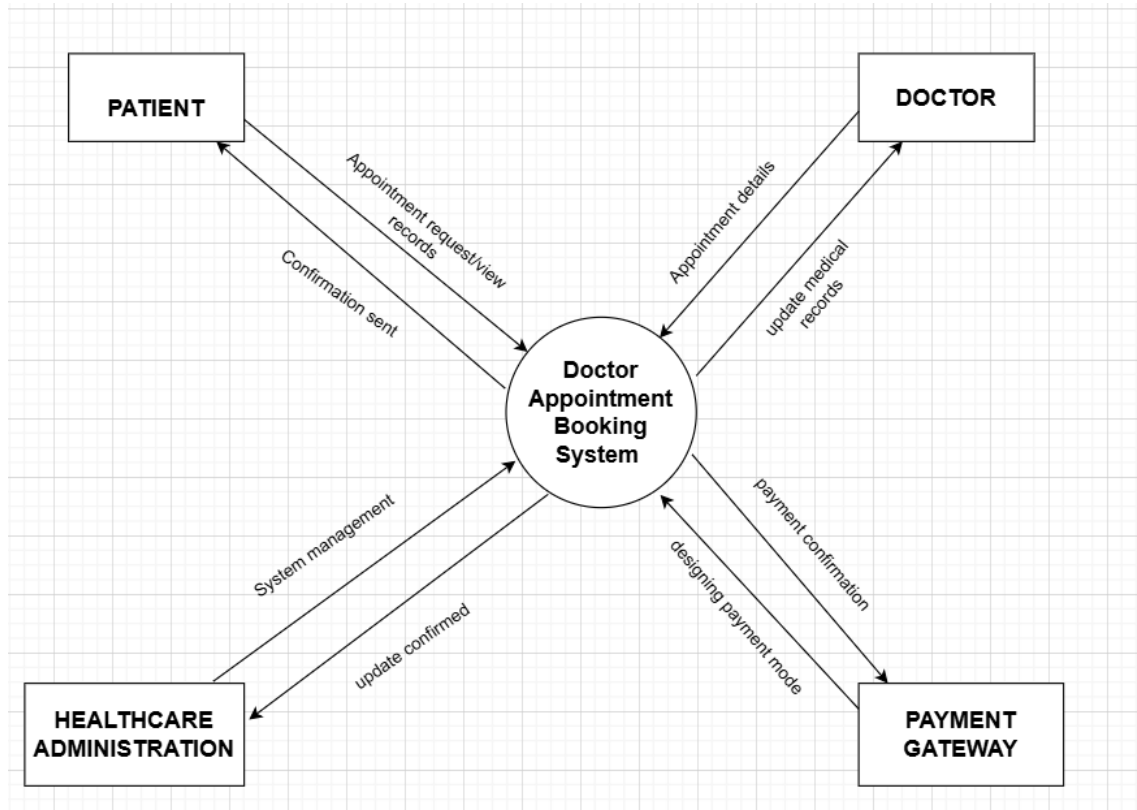 PATIENT
DOCTOR
Appointment request/view
records
Confirmation sent
Appointment details
update medical
records
Doctor
Appointment
Booking
System
System management
update confirmed
payment confirmation
designing payment mode
HEALTHCARE
ADMINISTRATION
PAYMENT
GATEWAY